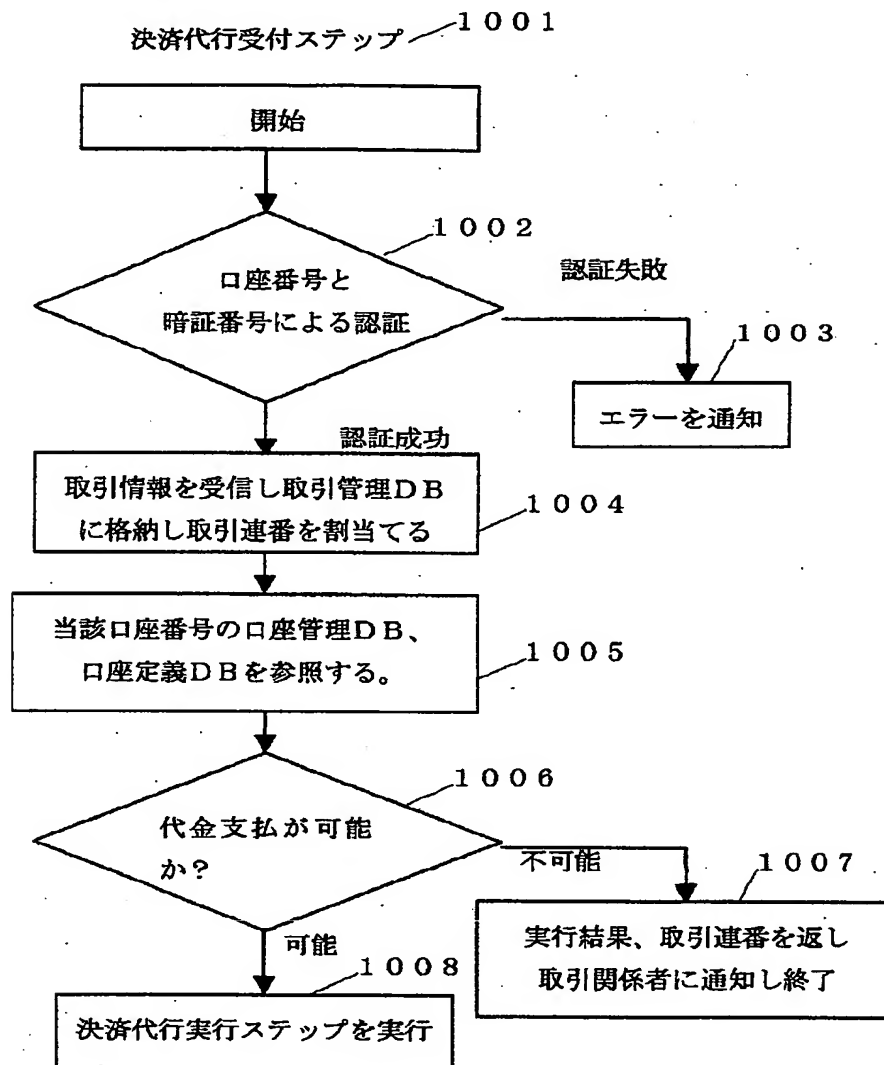 決済代行受付ステップ
１００１
開始
１００２
口座番号と
暗証番号による認証
認証失敗
１００３
エラーを通知
認証成功
取引情報を受信し取引管理ＤＢ
に格納し取引連番を割当てる
１００４
当該口座番号の口座管理ＤＢ、
口座定義ＤＢを参照する。
１００５
１００６
代金支払が可能
か？
不可能
１００７
実行結果、取引連番を返し
取引関係者に通知し終了
可能
１００８
決済代行実行ステップを実行